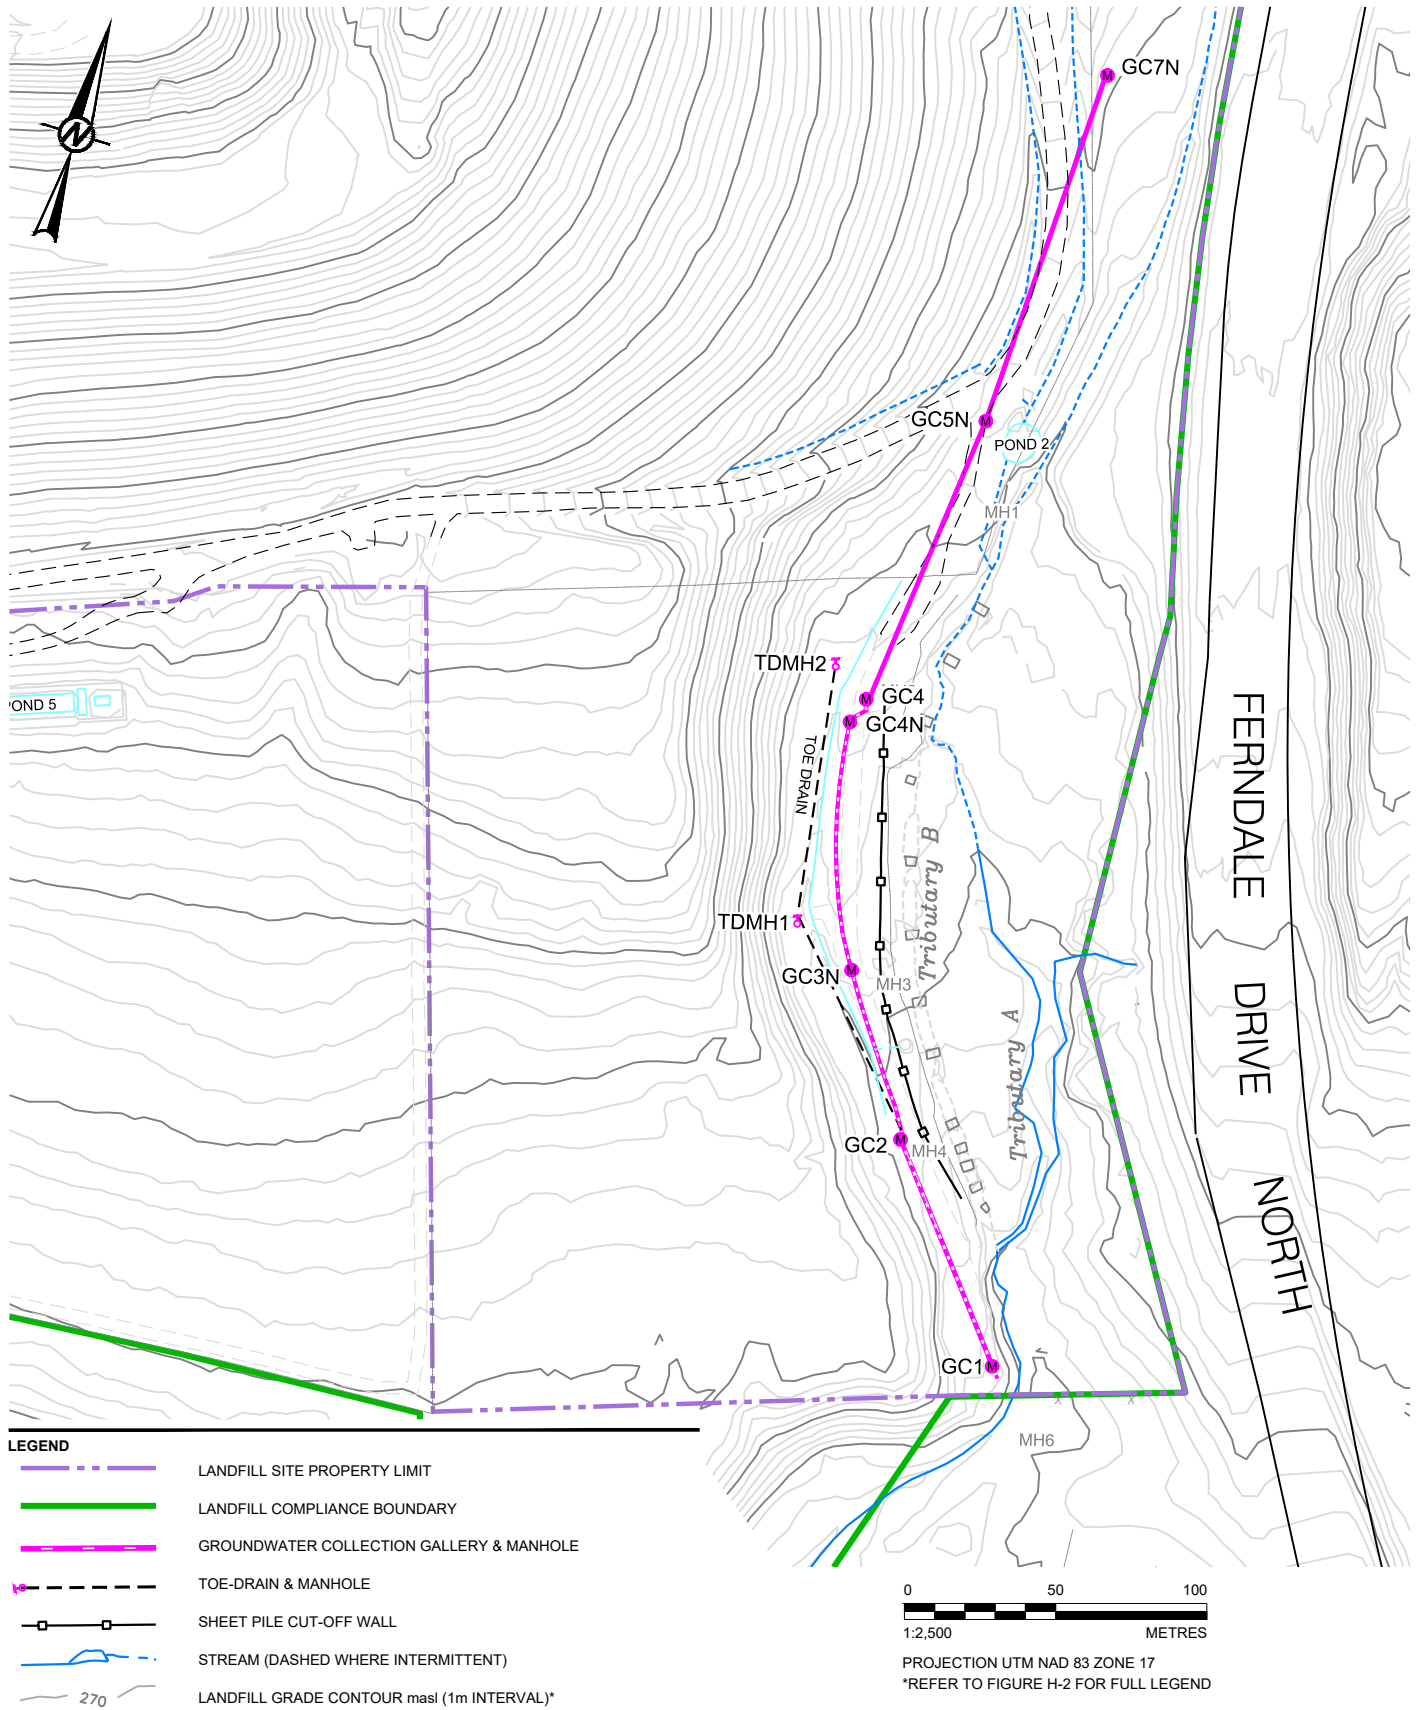 GC7N
N
GC5N
POND 2
MH1
TDMH2
GC4
GC4N
POND 5
TOE DRAIN
FERNDALE DRIVE NORTH
Tributary B
TDMH1
GC3N
MH3
Tributary A
GC2
MH4
GC1
MH6
M
M
M
M
M
M
M
LEGEND
LANDFILL SITE PROPERTY LIMIT
LANDFILL COMPLIANCE BOUNDARY
GROUNDWATER COLLECTION GALLERY & MANHOLE
TOE-DRAIN & MANHOLE
SHEET PILE CUT-OFF WALL
STREAM (DASHED WHERE INTERMITTENT)
270 LANDFILL GRADE CONTOUR masl (1m INTERVAL)*
0 50 100
1:2,500 METRES
PROJECTION UTM NAD 83 ZONE 17
*REFER TO FIGURE H-2 FOR FULL LEGEND